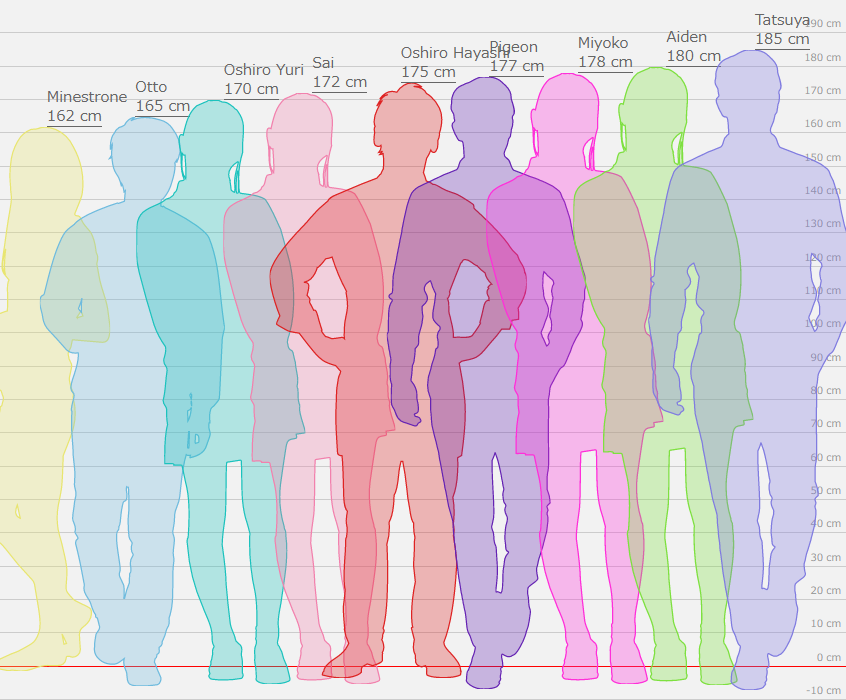 Minestrone
162 cm
Otto
165 cm
Oshiro Yuri
170 cm
Sai
172 cm
Oshiro Hayashi
175 cm
Pigeon
177 cm
Miyoko
178 cm
Aiden
180 cm
Tatsuya
185 cm
190 cm
180 cm
170 cm
160 cm
150 cm
140 cm
130 cm
120 cm
110 cm
100 cm
90 cm
80 cm
70 cm
60 cm
50 cm
40 cm
30 cm
20 cm
10 cm
0 cm
-10 cm